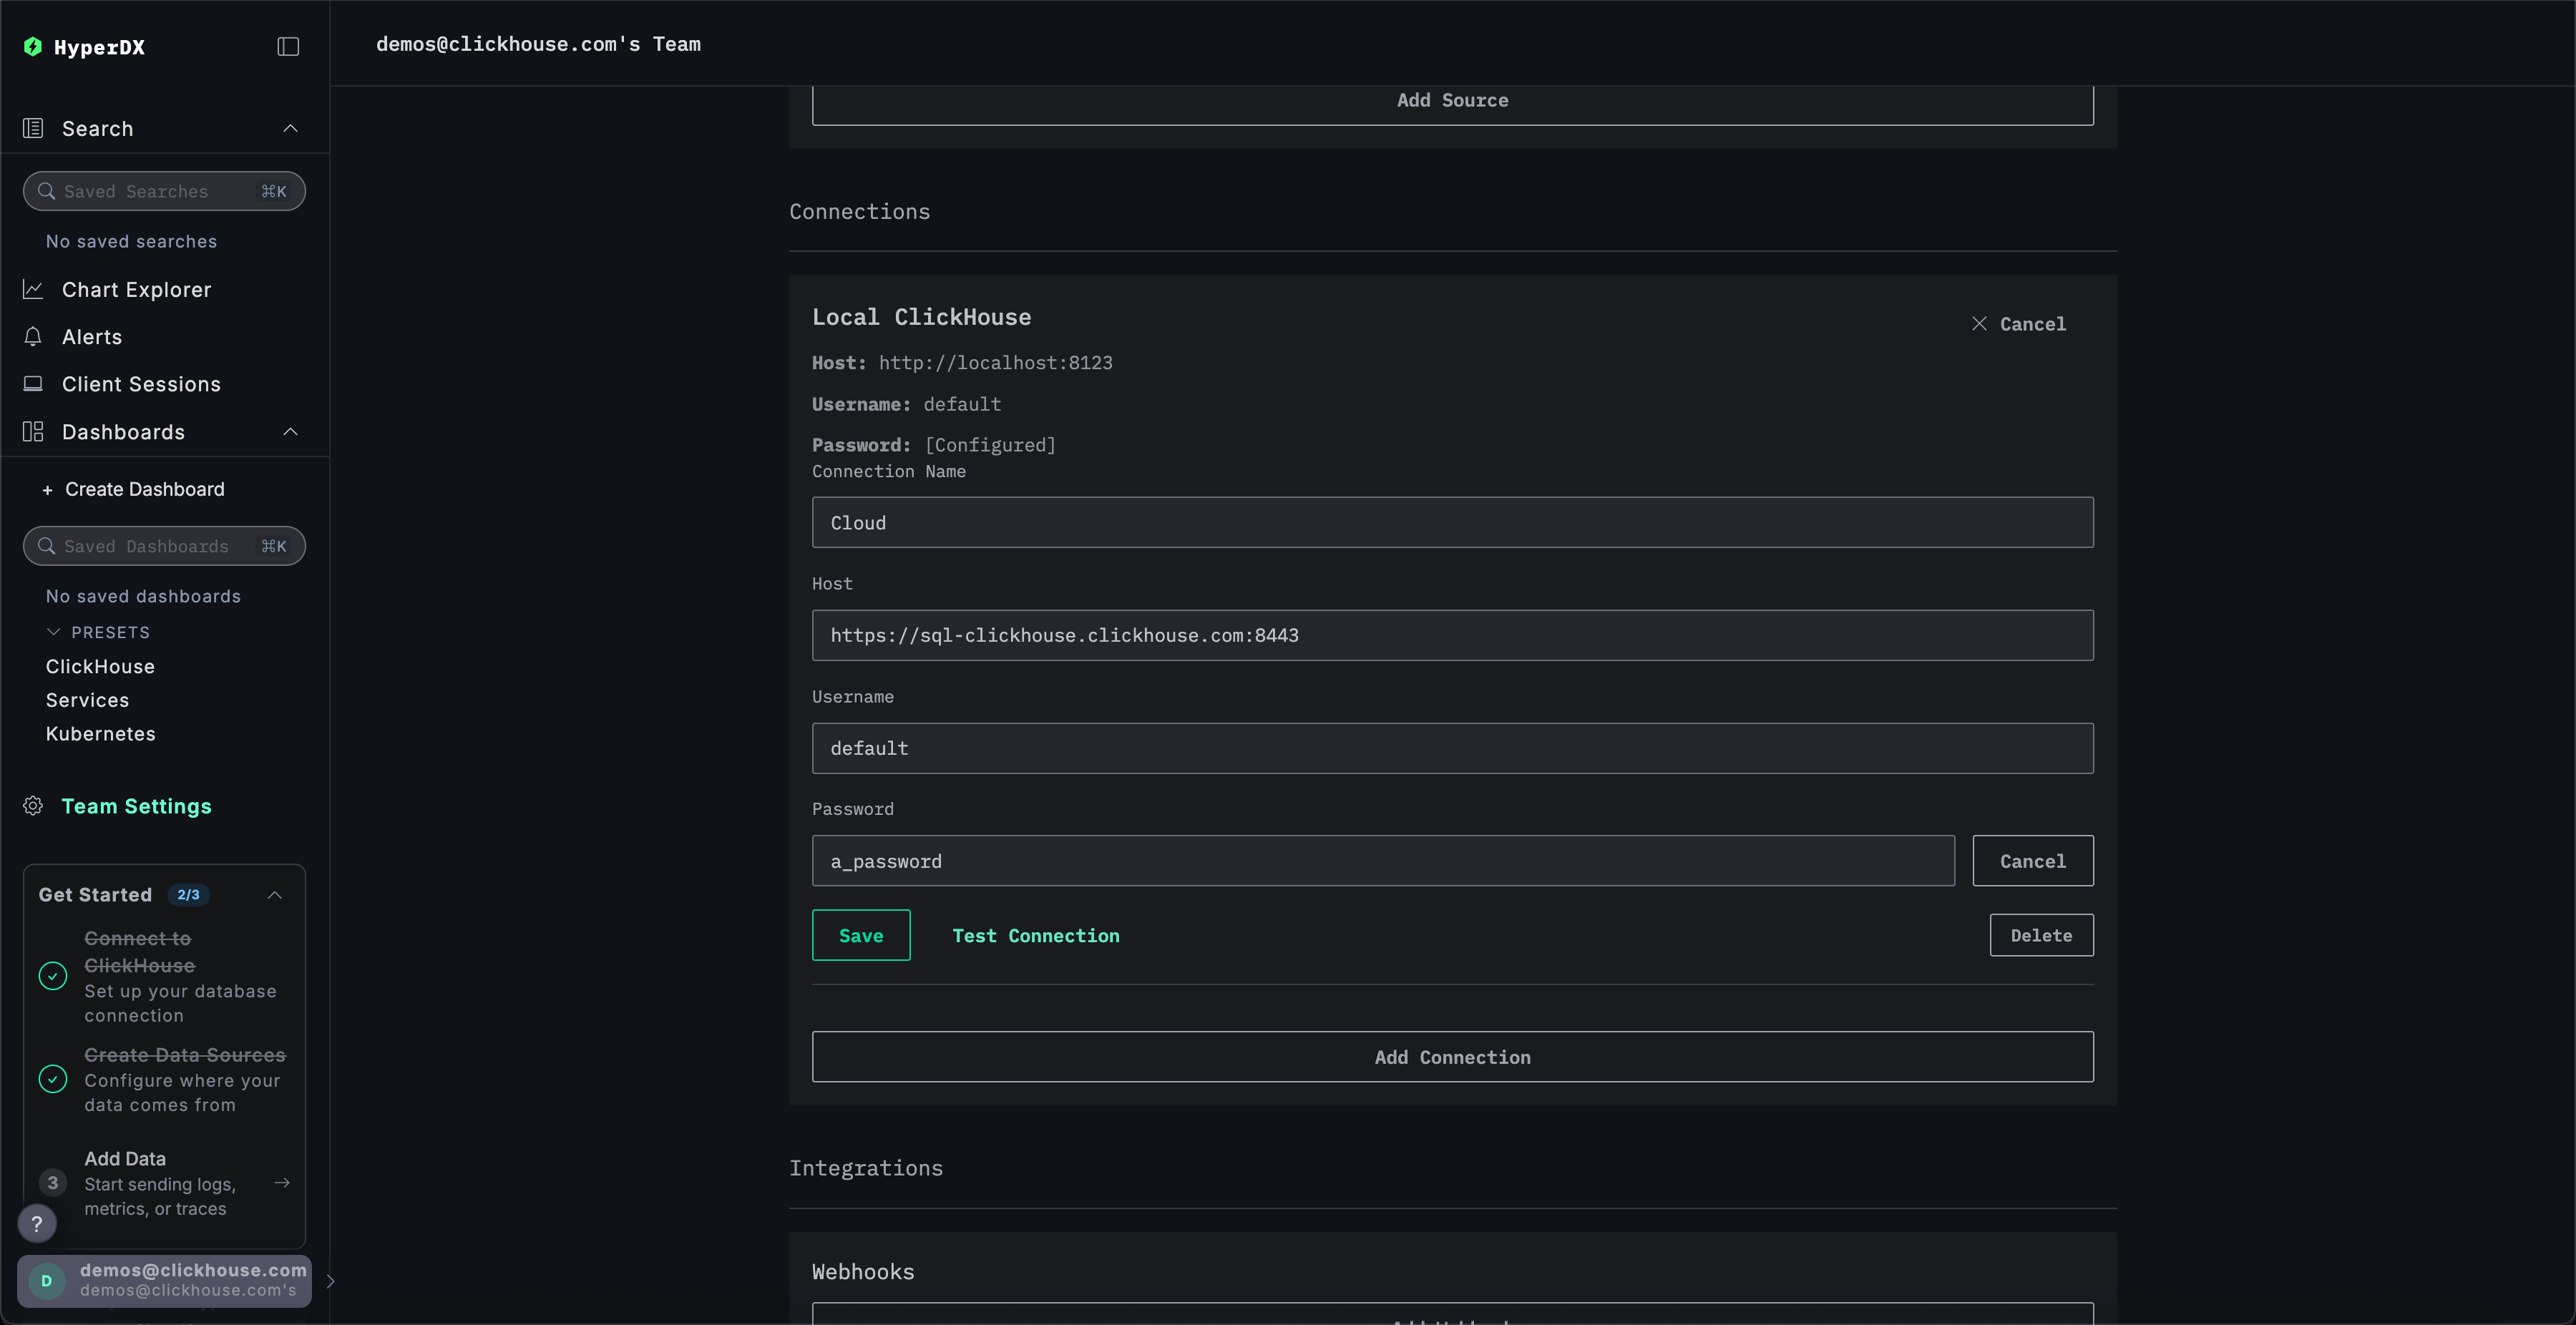 HyperDX
Search
Saved Searches ⌘K
No saved searches
Chart Explorer
Alerts
Client Sessions
Dashboards
+ Create Dashboard
Saved Dashboards ⌘K
No saved dashboards
PRESETS
ClickHouse
Services
Kubernetes
Team Settings
Get Started 2/3
Connect to
ClickHouse
Set up your database
connection
Create Data Sources
Configure where your
data comes from
3
Add Data
Start sending logs,
metrics, or traces
?
D
demos@clickhouse.com
demos@clickhouse.com's
demos@clickhouse.com's Team
Add Source
Connections
Local ClickHouse
Cancel
Host: http://localhost:8123
Username: default
Password: [Configured]
Connection Name
Cloud
Host
https://sql-clickhouse.clickhouse.com:8443
Username
default
Password
a_password
Cancel
Save
Test Connection
Delete
Add Connection
Integrations
Webhooks